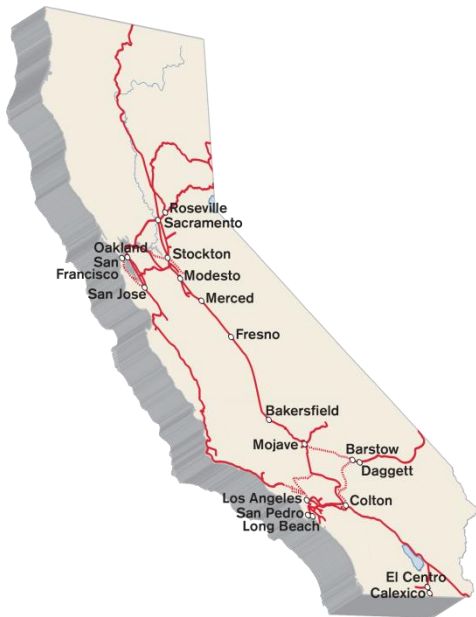 Roseville
Sacramento
Oakland
San
Francisco
Stockton
Modesto
San Jose
Merced
Fresno
Bakersfield
Mojave
Barstow
Daggett
Los Angeles
Colton
San Pedro
Long Beach
El Centro
Calexico